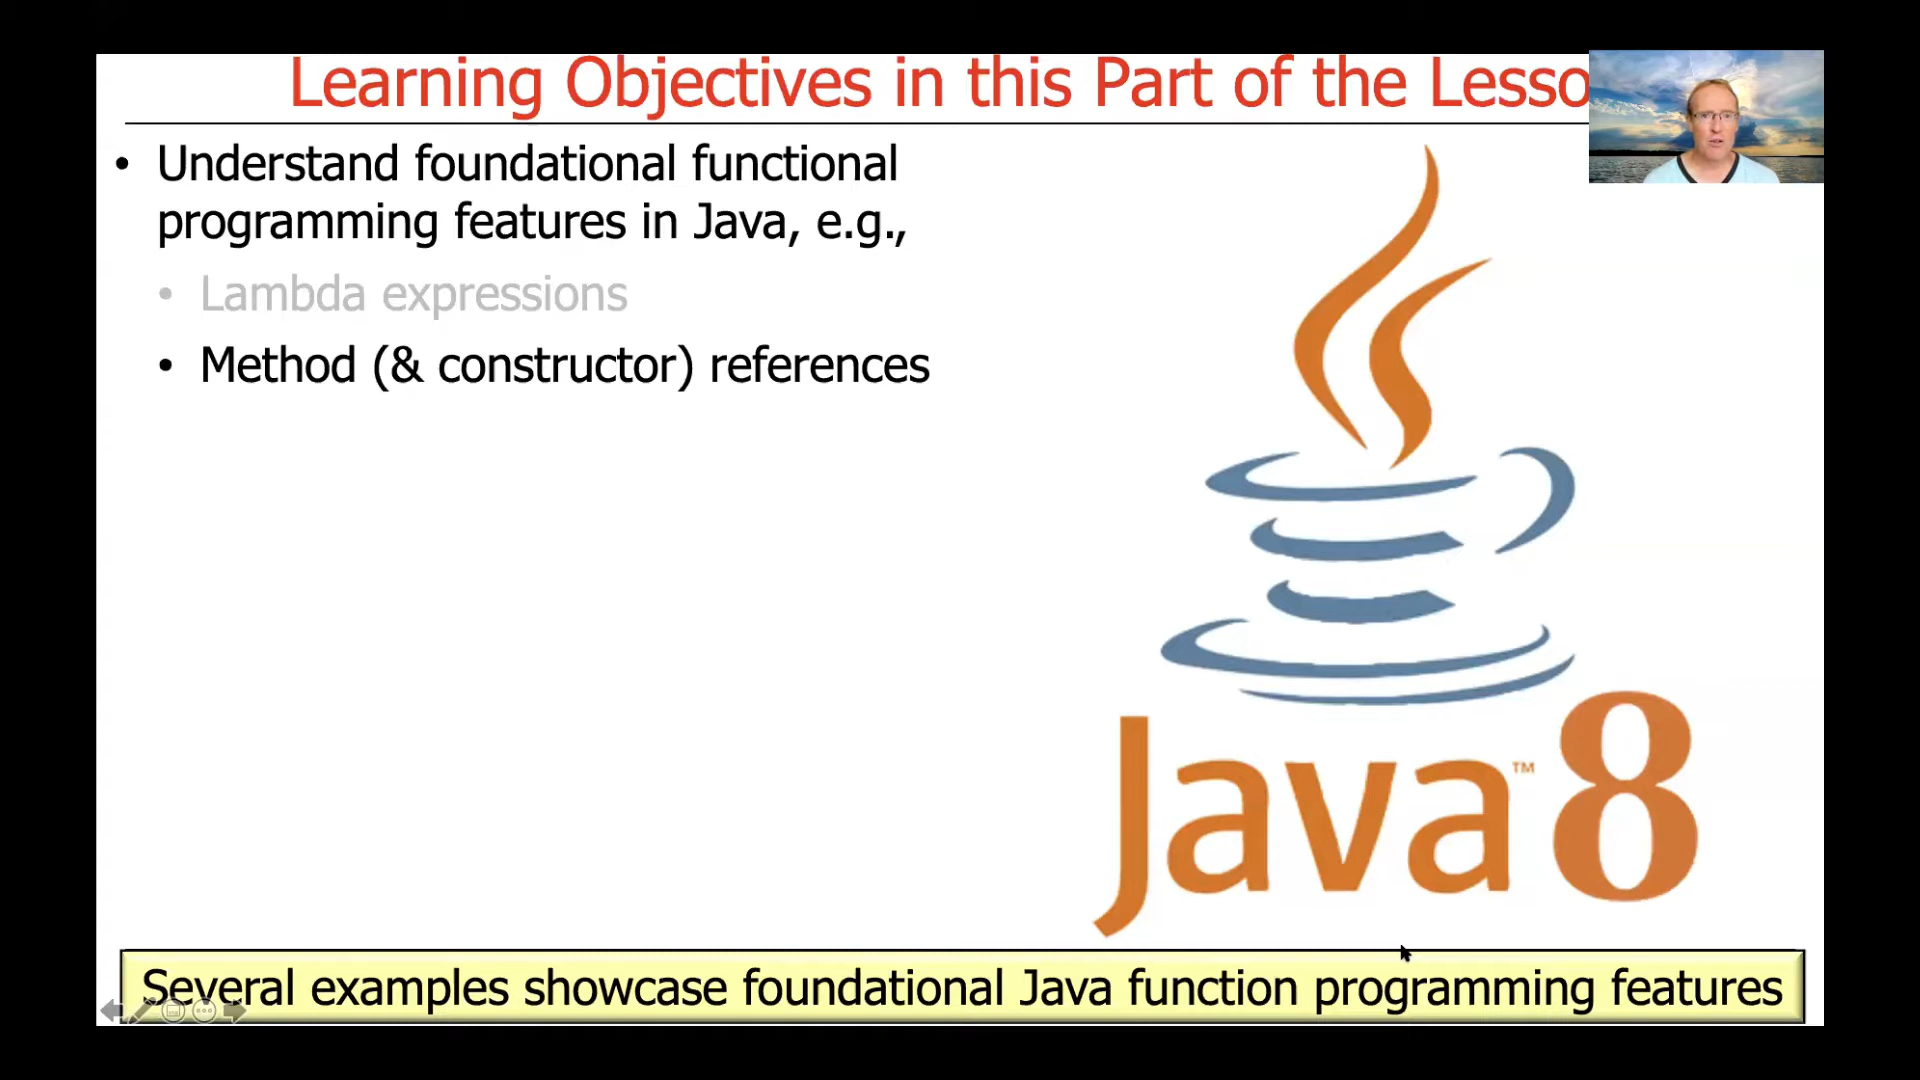 Learning Objectives in this Part of the Lesso
• Understand foundational functional
programming features in Java, e.g.,
• Lambda expressions
• Method (& constructor) references
Java™ 8
Several examples showcase foundational Java function programming features